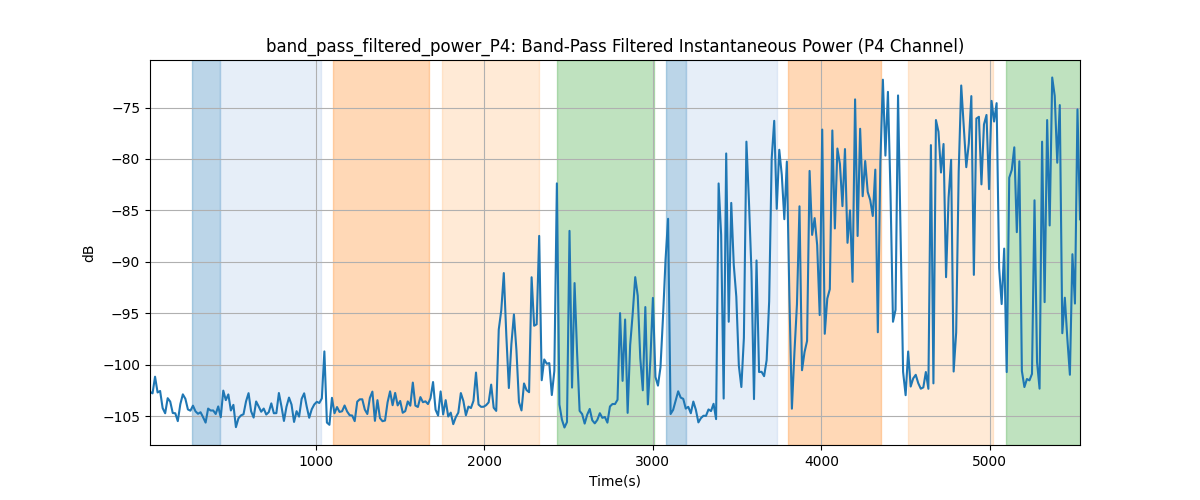 band_pass_filtered_power_P4: Band-Pass Filtered Instantaneous Power (P4 Channel)
dB
−75
−80
−85
−90
−95
−100
−105
1000 2000 3000 4000 5000
Time(s)